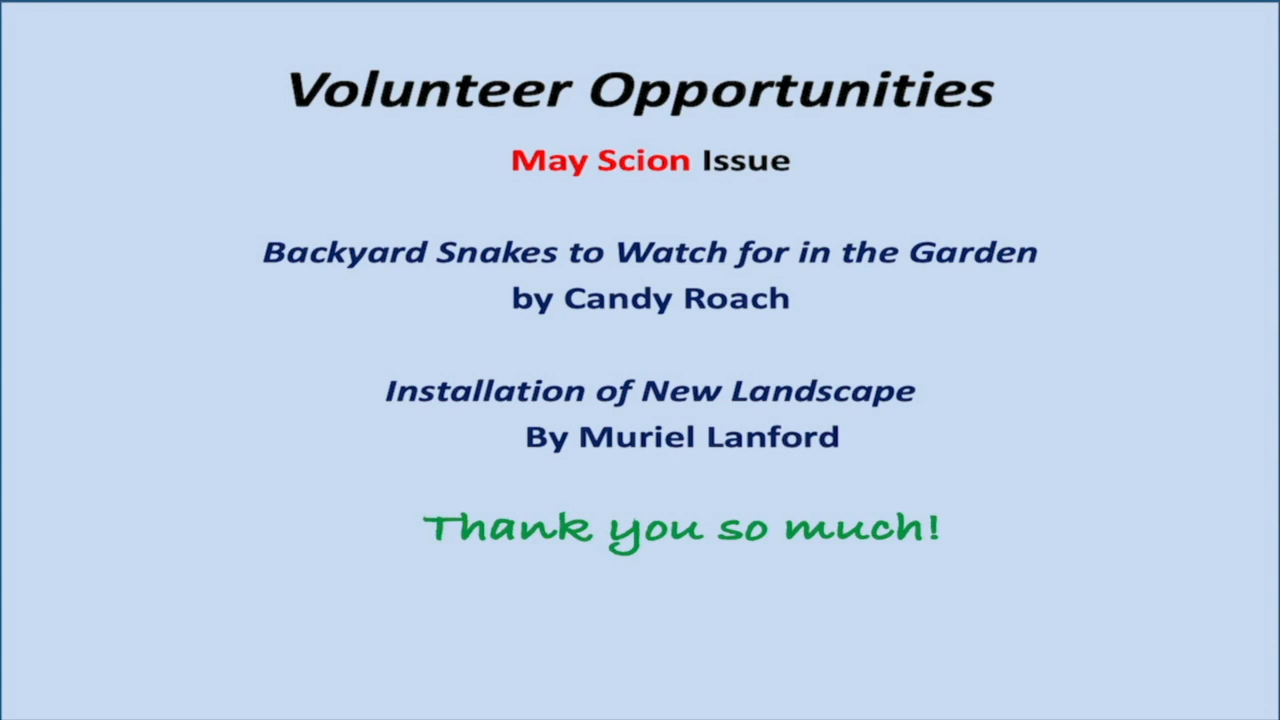 Volunteer Opportunities
May Scion Issue
Backyard Snakes to Watch for in the Garden
by Candy Roach
Installation of New Landscape
By Muriel Lanford
Thank you so much!